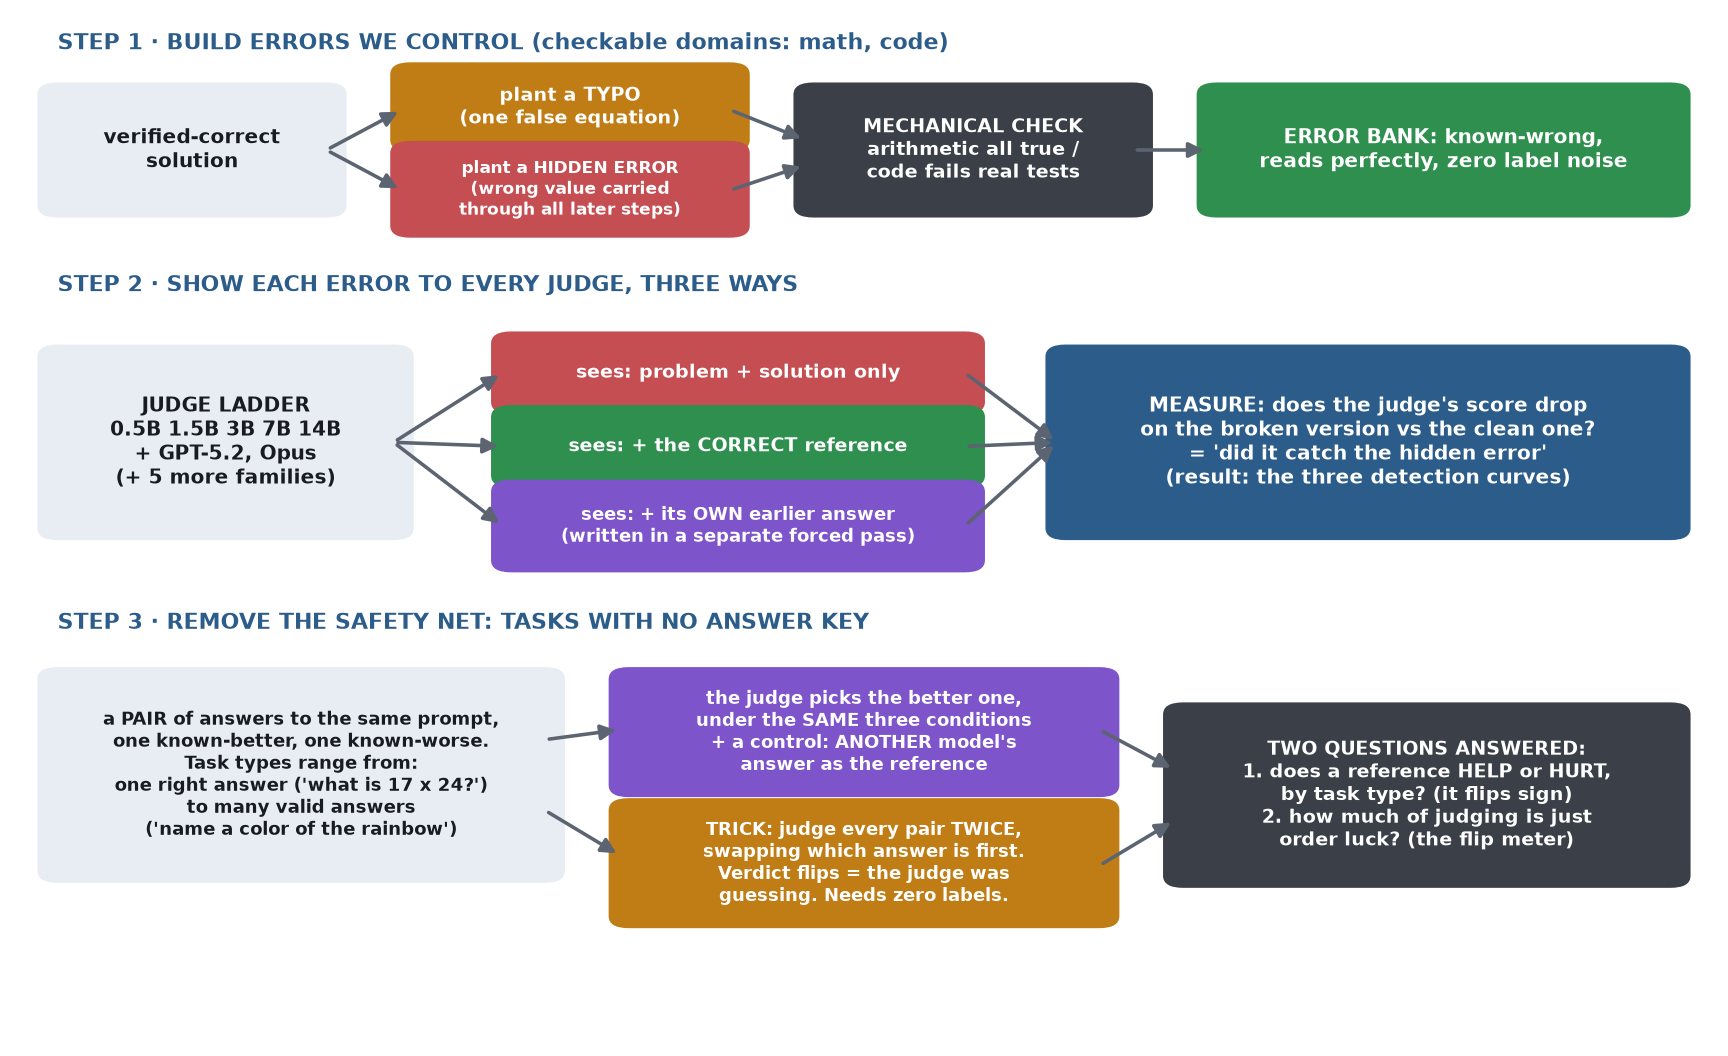 STEP 1 · BUILD ERRORS WE CONTROL (checkable domains: math, code)
verified-correct
solution
plant a TYPO
(one false equation)
plant a HIDDEN ERROR
(wrong value carried
through all later steps)
MECHANICAL CHECK
arithmetic all true /
code fails real tests
ERROR BANK: known-wrong,
reads perfectly, zero label noise
STEP 2 · SHOW EACH ERROR TO EVERY JUDGE, THREE WAYS
JUDGE LADDER
0.5B 1.5B 3B 7B 14B
+ GPT-5.2, Opus
(+ 5 more families)
sees: problem + solution only
sees: + the CORRECT reference
sees: + its OWN earlier answer
(written in a separate forced pass)
MEASURE: does the judge's score drop
on the broken version vs the clean one?
= 'did it catch the hidden error'
(result: the three detection curves)
STEP 3 · REMOVE THE SAFETY NET: TASKS WITH NO ANSWER KEY
a PAIR of answers to the same prompt,
one known-better, one known-worse.
Task types range from:
one right answer ('what is 17 x 24?')
to many valid answers
('name a color of the rainbow')
the judge picks the better one,
under the SAME three conditions
+ a control: ANOTHER model's
answer as the reference
TRICK: judge every pair TWICE,
swapping which answer is first.
Verdict flips = the judge was
guessing. Needs zero labels.
TWO QUESTIONS ANSWERED:
1. does a reference HELP or HURT,
by task type? (it flips sign)
2. how much of judging is just
order luck? (the flip meter)